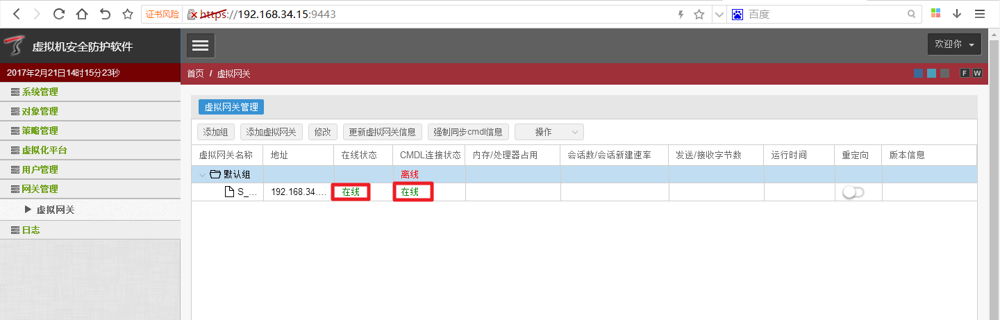 证书风险 https://192.168.34.15:9443 百度
虚拟机安全防护软件 欢迎你
2017年2月21日14时15分23秒 首页 / 虚拟网关 F W
系统管理
对象管理
策略管理
虚拟化平台
用户管理
网关管理
虚拟网关
日志
虚拟网关管理
添加组 添加虚拟网关 修改 更新虚拟网关信息 强制同步cmdl信息 操作
虚拟网关名称 地址 在线状态 CMDL连接状态 内存/处理器占用 会话数/会话新建速率 发送/接收字节数 运行时间 重定向 版本信息
默认组 离线
S_... 192.168.34.... 在线 在线